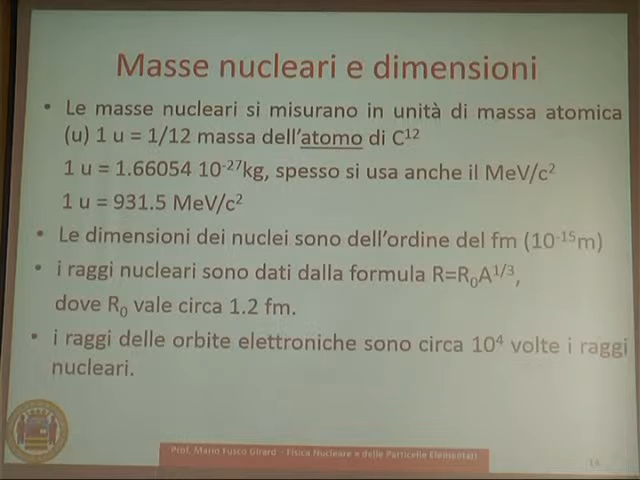 Masse nucleari e dimensioni
• Le masse nucleari si misurano in unità di massa atomica
(u) 1 u = 1/12 massa dell'atomo di C¹²
1 u = 1.66054 10⁻²⁷kg, spesso si usa anche il MeV/c²
1 u = 931.5 MeV/c²
• Le dimensioni dei nuclei sono dell'ordine del fm (10⁻¹⁵m)
• i raggi nucleari sono dati dalla formula R=R₀A¹/³,
dove R₀ vale circa 1.2 fm.
• i raggi delle orbite elettroniche sono circa 10⁴ volte i raggi
nucleari.
Prof. Mario Fusco Girard - Fisica Nucleare e delle Particelle Elementari
14